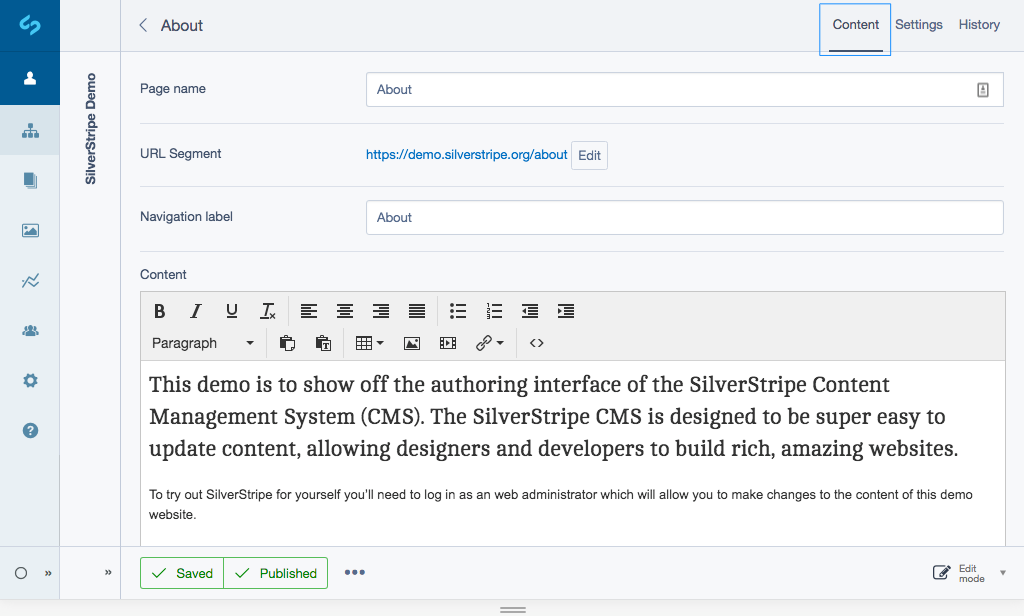 About
Content
Settings
History
SilverStripe Demo
Page name
About
URL Segment
https://demo.silverstripe.org/about
Edit
Navigation label
About
Content
B I U Tx
Paragraph
This demo is to show off the authoring interface of the SilverStripe Content
Management System (CMS). The SilverStripe CMS is designed to be super easy to
update content, allowing designers and developers to build rich, amazing websites.
To try out SilverStripe for yourself you'll need to log in as an web administrator which will allow you to make changes to the content of this demo
website.
»
»
Saved
Published
•••
Edit
mode